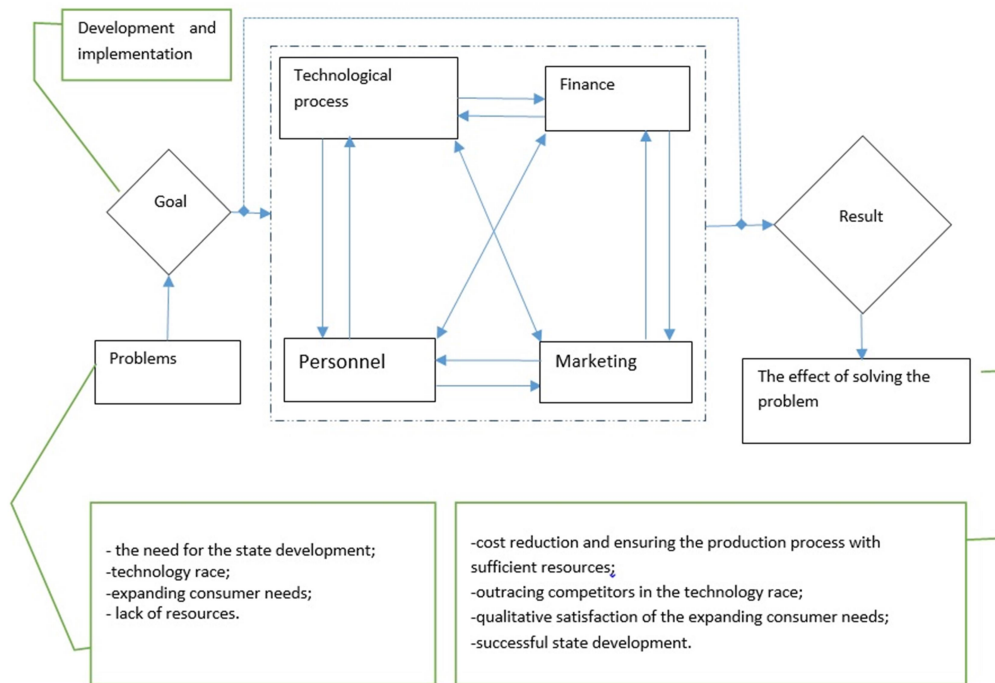 Development and
implementation
Technological
process
Finance
Goal
Result
Problems
Personnel
Marketing
The effect of solving the
problem
- the need for the state development;
-technology race;
-expanding consumer needs;
- lack of resources.
-cost reduction and ensuring the production process with
sufficient resources;
-outracing competitors in the technology race;
-qualitative satisfaction of the expanding consumer needs;
-successful state development.